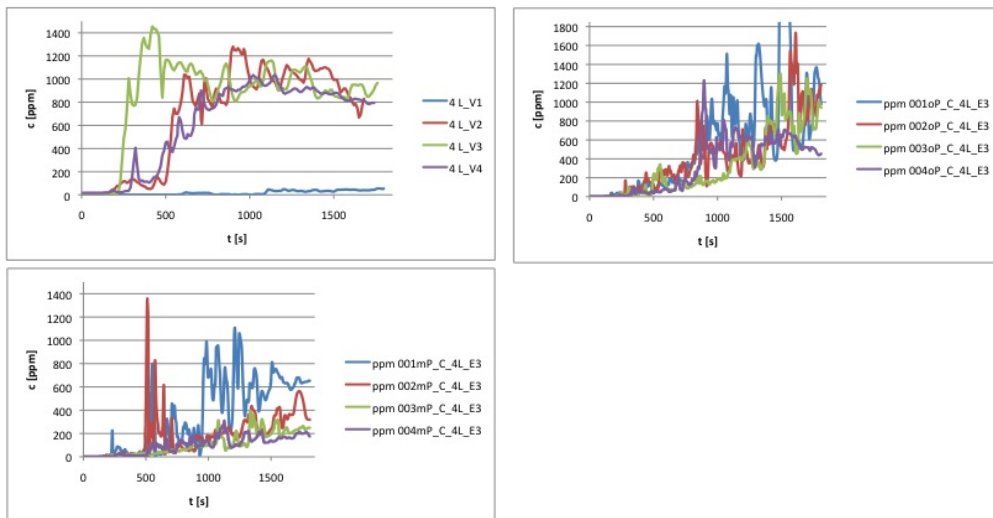 1400
1200
1000
800
600
400
200
0
c [ppm]
0 500 1000 1500
t [s]
4 L_V1
4 L_V2
4 L_V3
4 L_V4
1800
1600
1400
1200
1000
800
600
400
200
0
c [ppm]
0 500 1000 1500
t [s]
ppm 001oP_C_4L_E3
ppm 002oP_C_4L_E3
ppm 003oP_C_4L_E3
ppm 004oP_C_4L_E3
1400
1200
1000
800
600
400
200
0
c [ppm]
0 500 1000 1500
t [s]
ppm 001mP_C_4L_E3
ppm 002mP_C_4L_E3
ppm 003mP_C_4L_E3
ppm 004mP_C_4L_E3